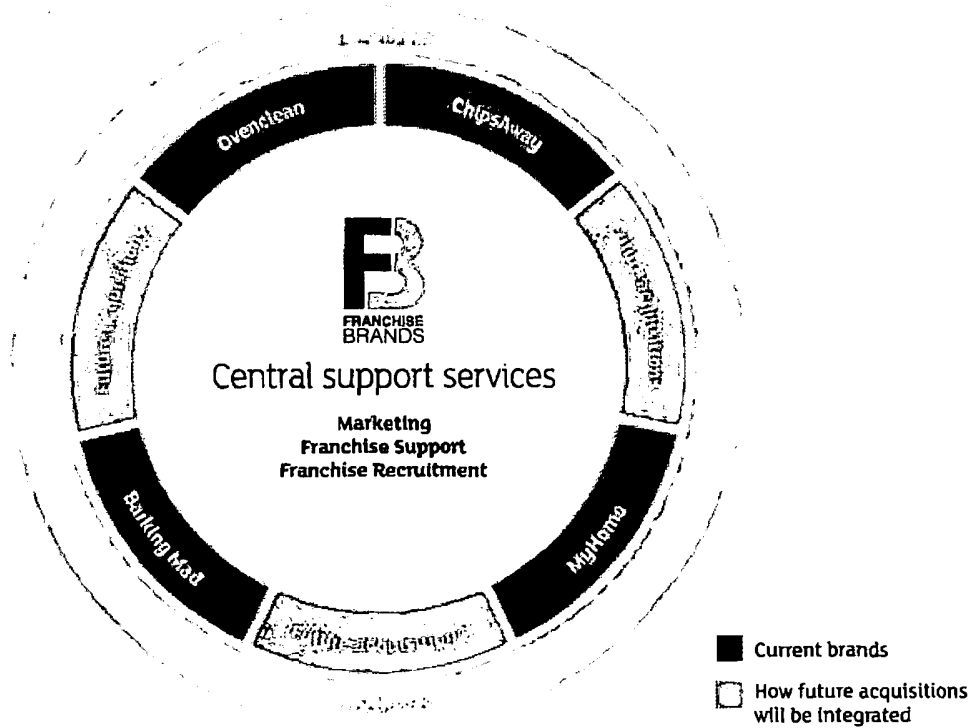 Ovenclean
ChipsAway
FB
FRANCHISE
BRANDS
Central support services
Marketing
Franchise Support
Franchise Recruitment
Barking Mad
MyHome
Current brands
How future acquisitions
will be integrated